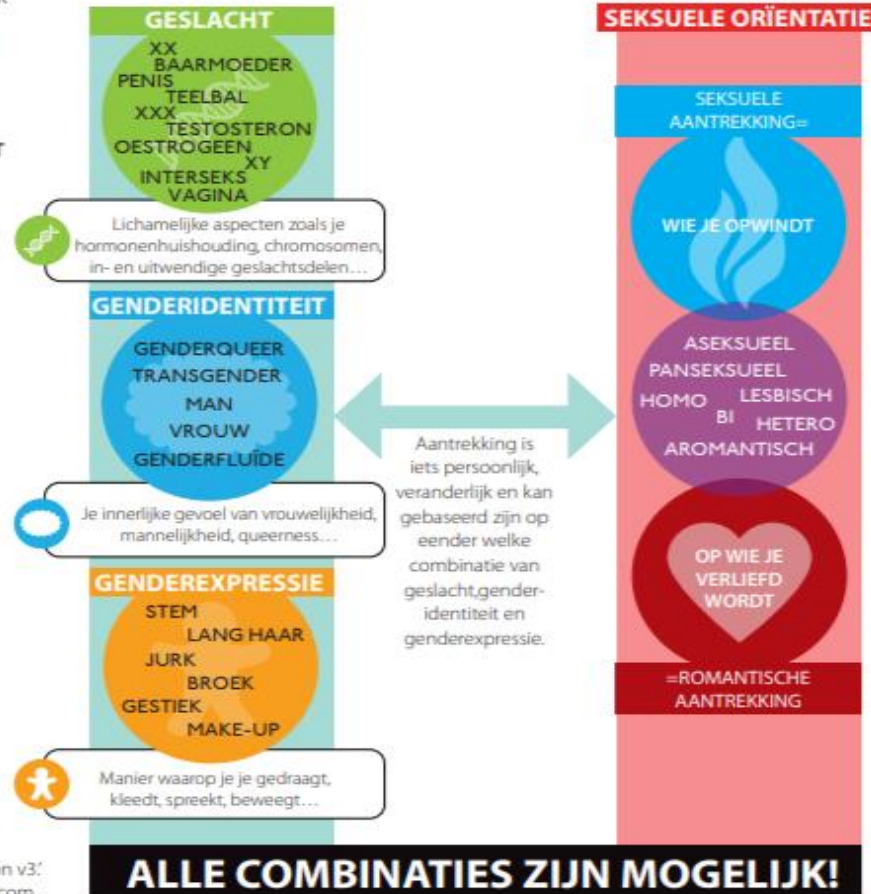 GESLACHT
XX
BAARMOEDER
PENIS
TEELBAL
XXX
TESTOSTERON
OESTROGEEN
XY
INTERSEKS
VAGINA
Lichamelijke aspecten zoals je
hormonenhuishouding, chromosomen,
in- en uitwendige geslachtsdelen…
GENDERIDENTITEIT
GENDERQUEER
TRANSGENDER
MAN
VROUW
GENDERFLUÏDE
Je innerlijke gevoel van vrouwelijkheid,
mannelijkheid, queerness…
GENDEREXPRESSIE
STEM
LANG HAAR
JURK
BROEK
GESTIEK
MAKE-UP
Manier waarop je je gedraagt,
kleedt, spreekt, beweegt…
Aantrekking is
iets persoonlijk,
veranderlijk en kan
gebaseerd zijn op
eender welke
combinatie van
geslacht,gender-
identiteit en
genderexpressie.
SEKSUELE ORÏENTATIE
SEKSUELE
AANTREKKING=
WIE JE OPWINDT
ASEKSUEEL
PANSEKSUEEL
HOMO LESBISCH
BI HETERO
AROMANTISCH
OP WIE JE
VERLIEFD
WORDT
=ROMANTISCHE
AANTREKKING
ALLE COMBINATIES ZIJN MOGELIJK!